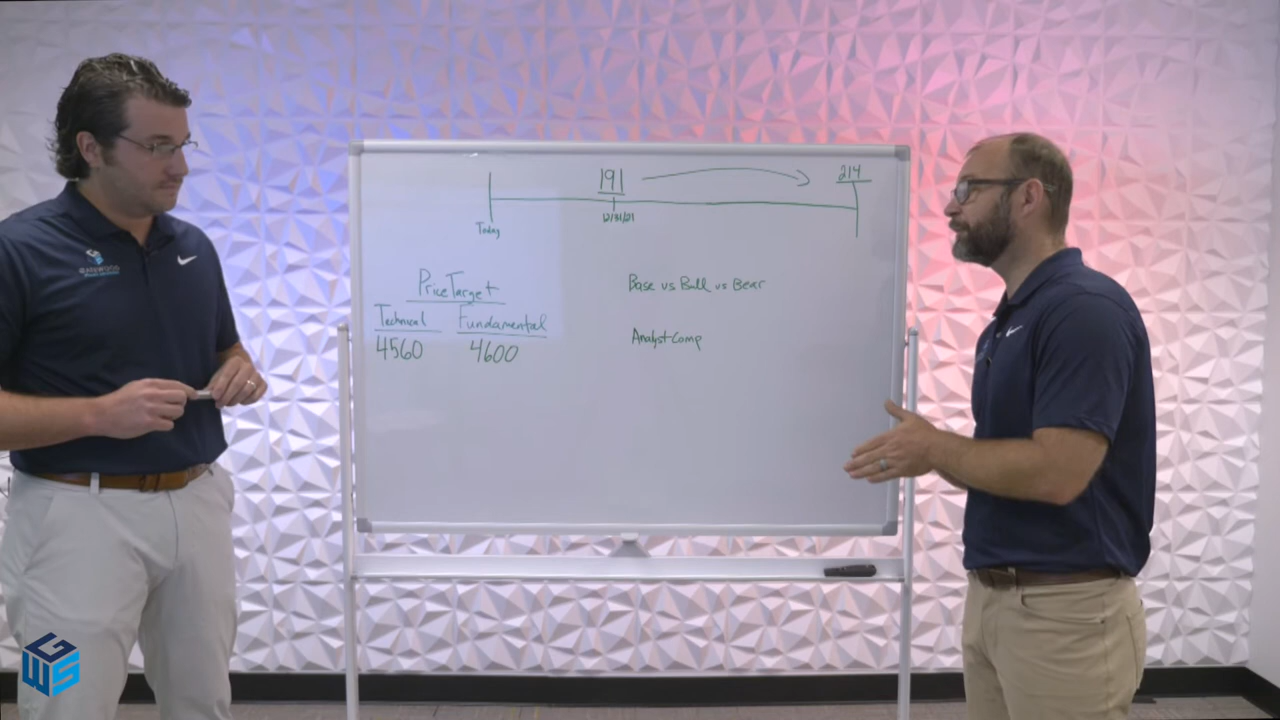 191
214
Today
12/31/21
Price Target
Technical
Fundamental
4560
4600
Base vs Bull vs Bear
Analyst Comp
GWS